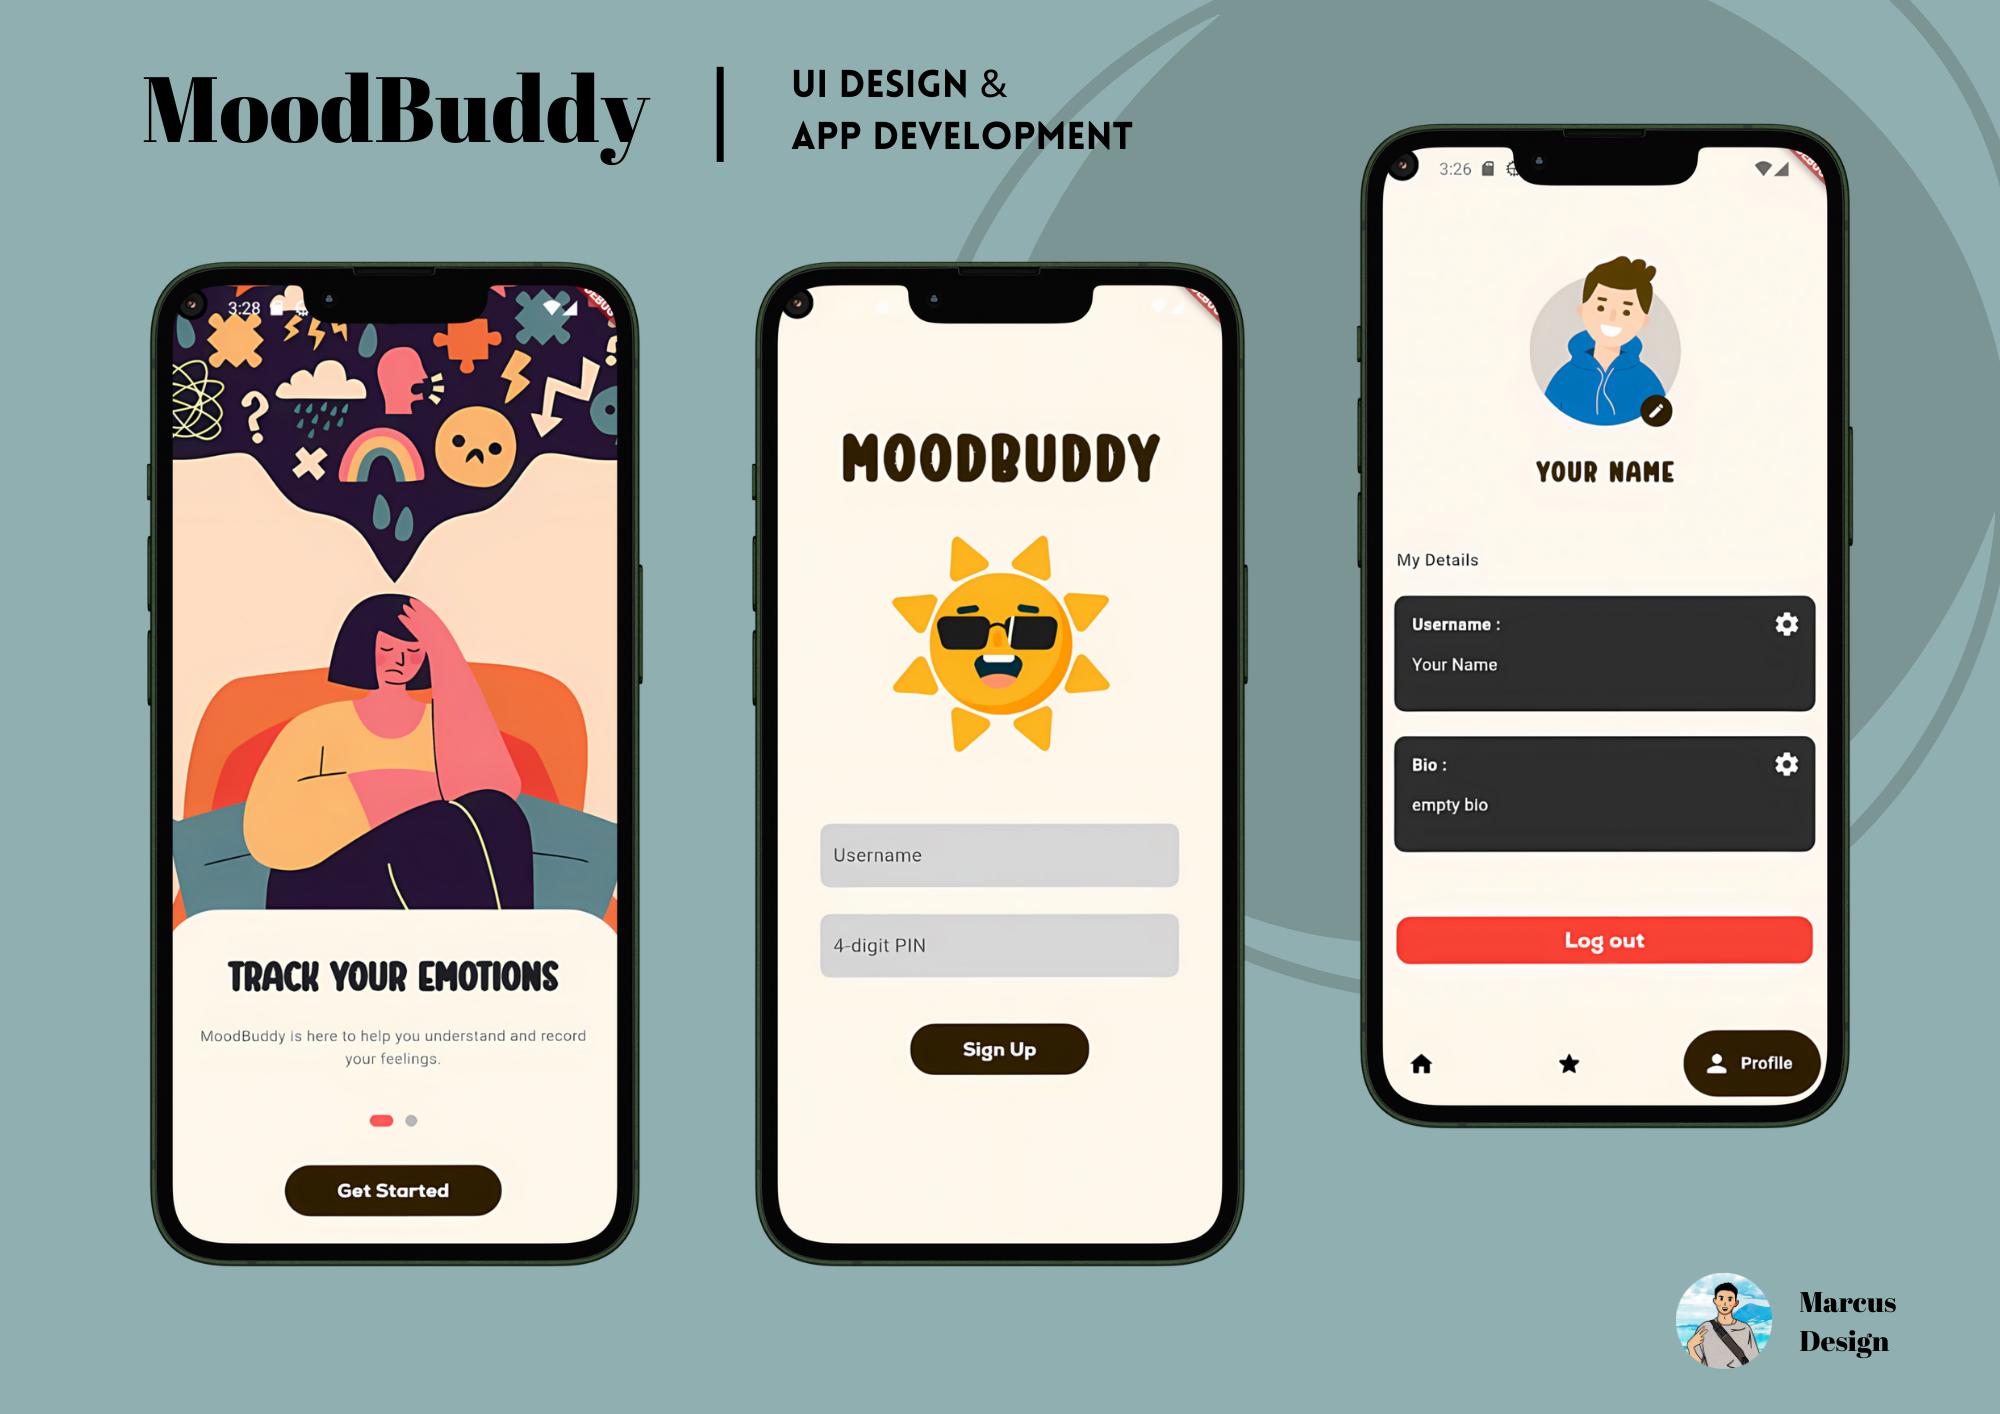 MoodBuddy
UI DESIGN &
APP DEVELOPMENT
3:28
DEBUG
TRACK YOUR EMOTIONS
MoodBuddy is here to help you understand and record
your feelings.
Get Started
MOODBUDDY
Username
4-digit PIN
Sign Up
3:26
YOUR NAME
My Details
Username :
Your Name
Bio :
empty bio
Log out
Profile
Marcus
Design